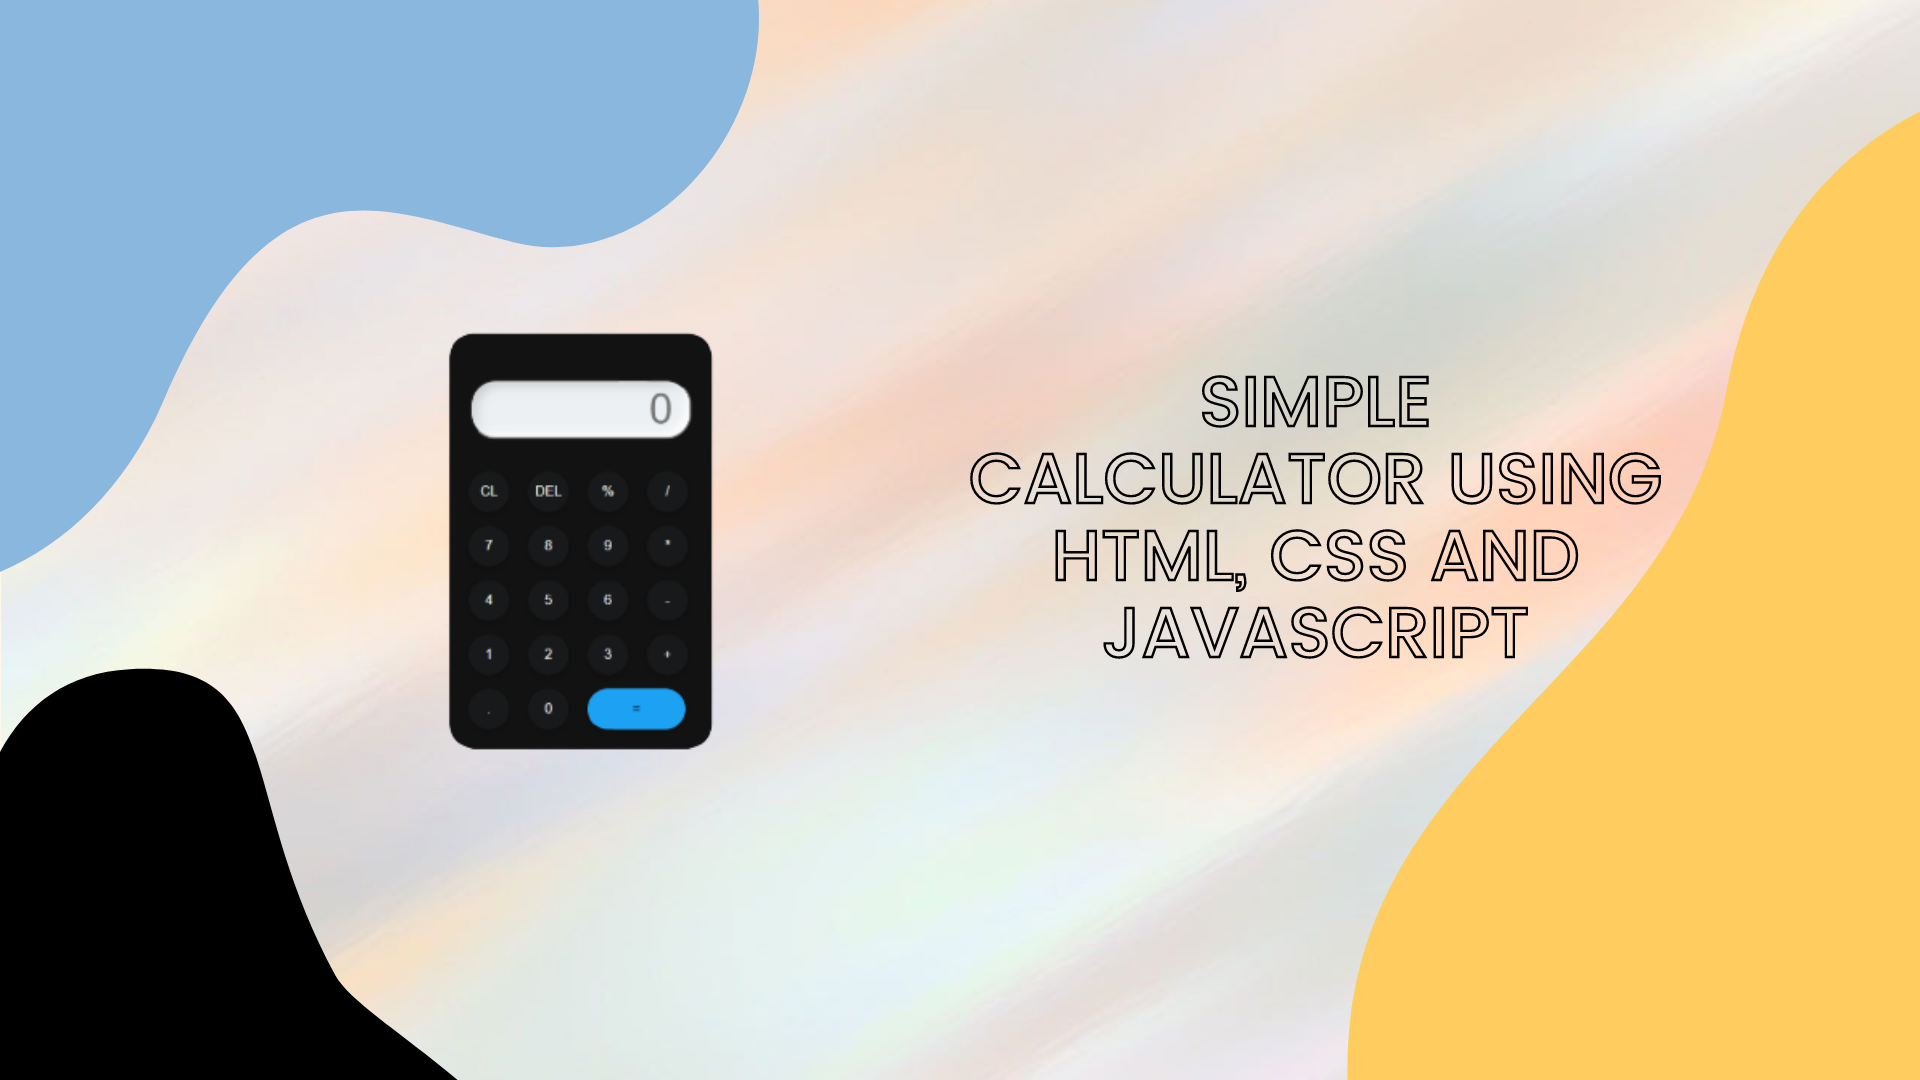 0
CL DEL % /
7 8 9 *
4 5 6 -
1 2 3 +
. 0 =
SIMPLE
CALCULATOR USING
HTML, CSS AND
JAVASCRIPT